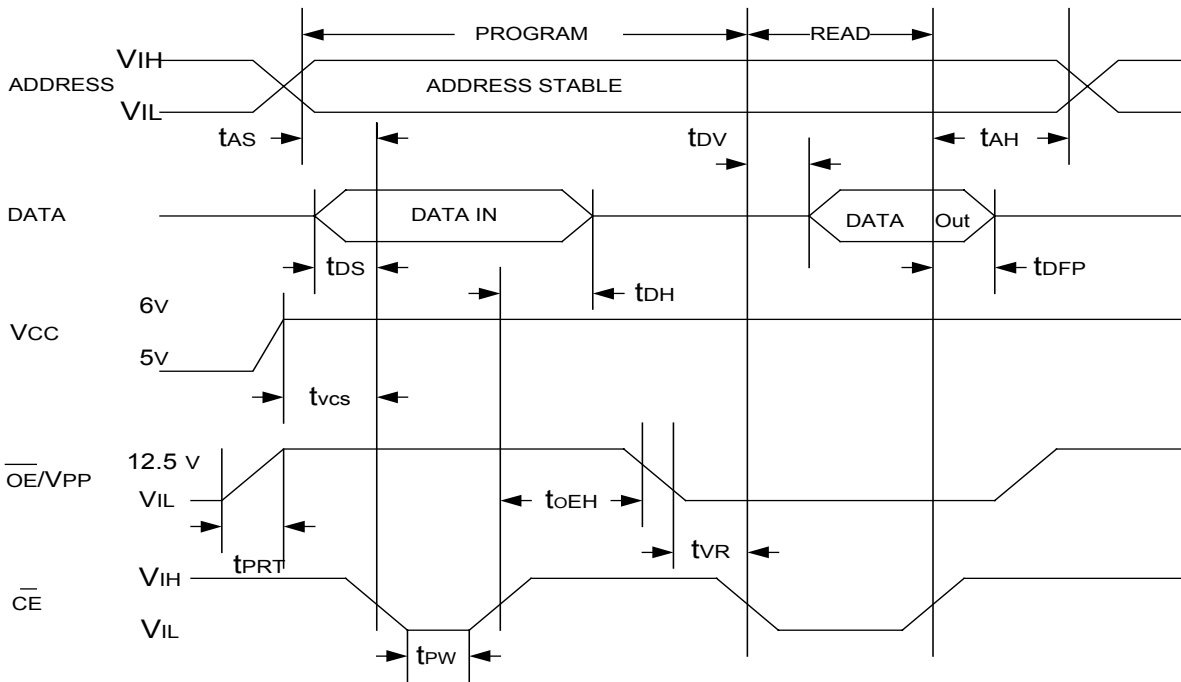 PROGRAM READ
VIH
ADDRESS ADDRESS STABLE
VIL
tAS tDV tAH
DATA DATA IN DATA Out
tDS tDH tDFP
6V
VCC
5V
tVCS
12.5 V
OE/VPP
VIL tOEH
tPRT tVR
VIH
CE
VIL
tPW